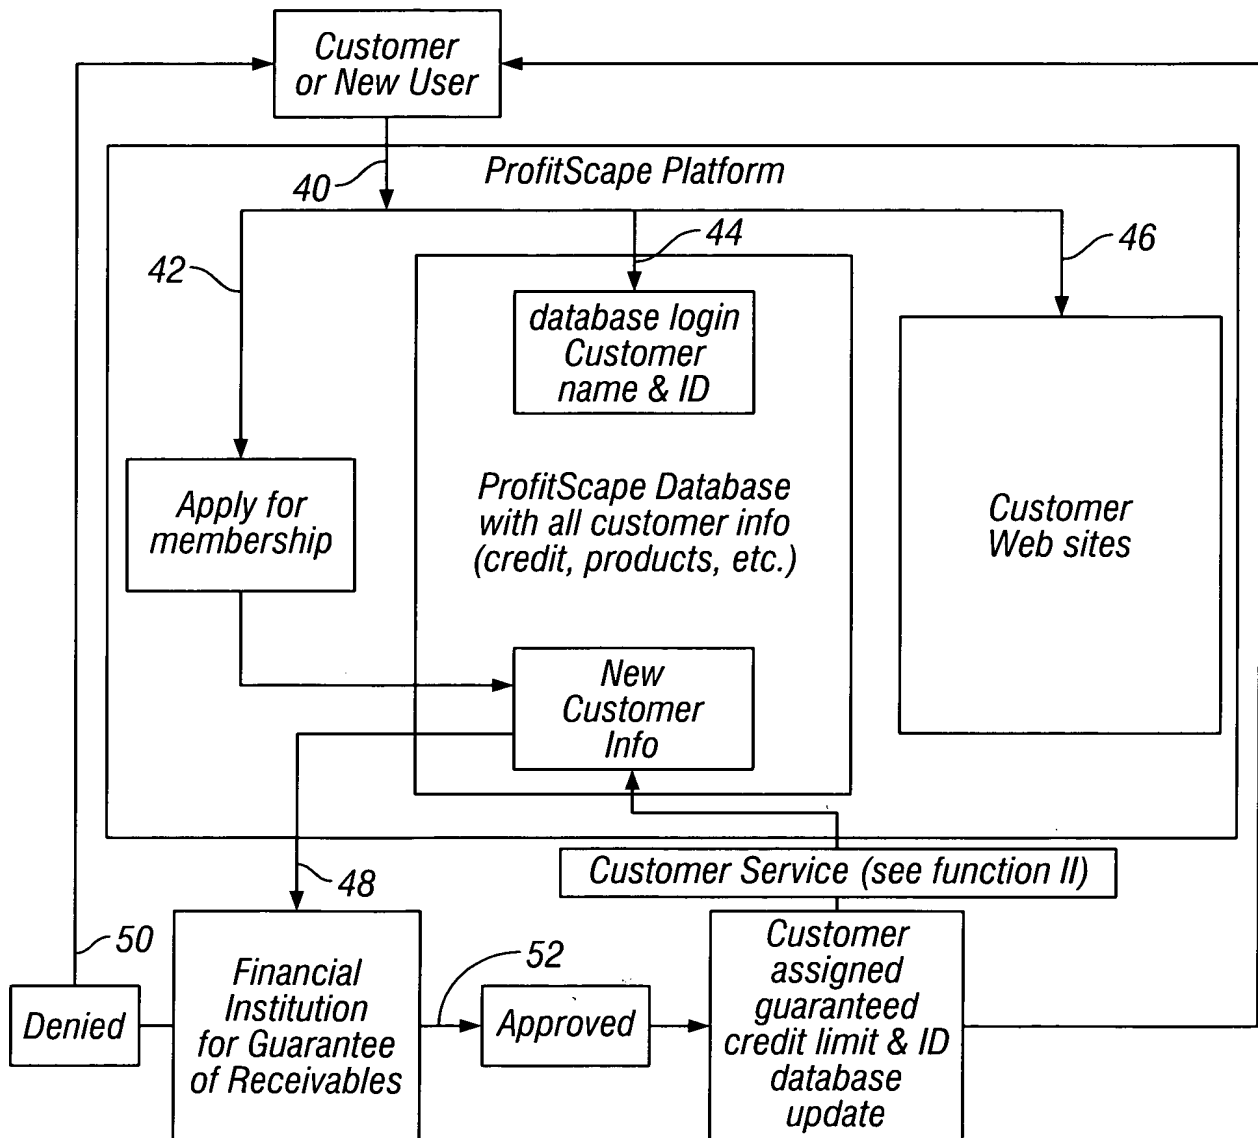 Customer
or New User
40
ProfitScape Platform
42
44
46
database login
Customer
name & ID
Apply for
membership
ProfitScape Database
with all customer info
(credit, products, etc.)
Customer
Web sites
New
Customer
Info
48
Customer Service (see function II)
50
Denied
Financial
Institution
for Guarantee
of Receivables
52
Approved
Customer
assigned
guaranteed
credit limit & ID
database
update